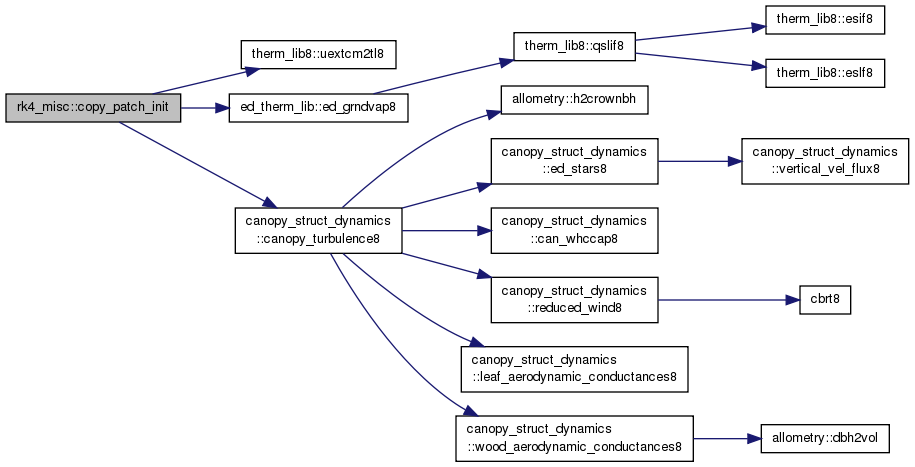 rk4_misc::copy_patch_init
therm_lib8::uextcm2tl8
ed_therm_lib::ed_grndvap8
canopy_struct_dynamics
::canopy_turbulence8
therm_lib8::qslif8
allometry::h2crownbh
canopy_struct_dynamics
::ed_stars8
canopy_struct_dynamics
::can_whccap8
canopy_struct_dynamics
::reduced_wind8
canopy_struct_dynamics
::leaf_aerodynamic_conductances8
canopy_struct_dynamics
::wood_aerodynamic_conductances8
therm_lib8::esif8
therm_lib8::eslf8
canopy_struct_dynamics
::vertical_vel_flux8
cbrt8
allometry::dbh2vol